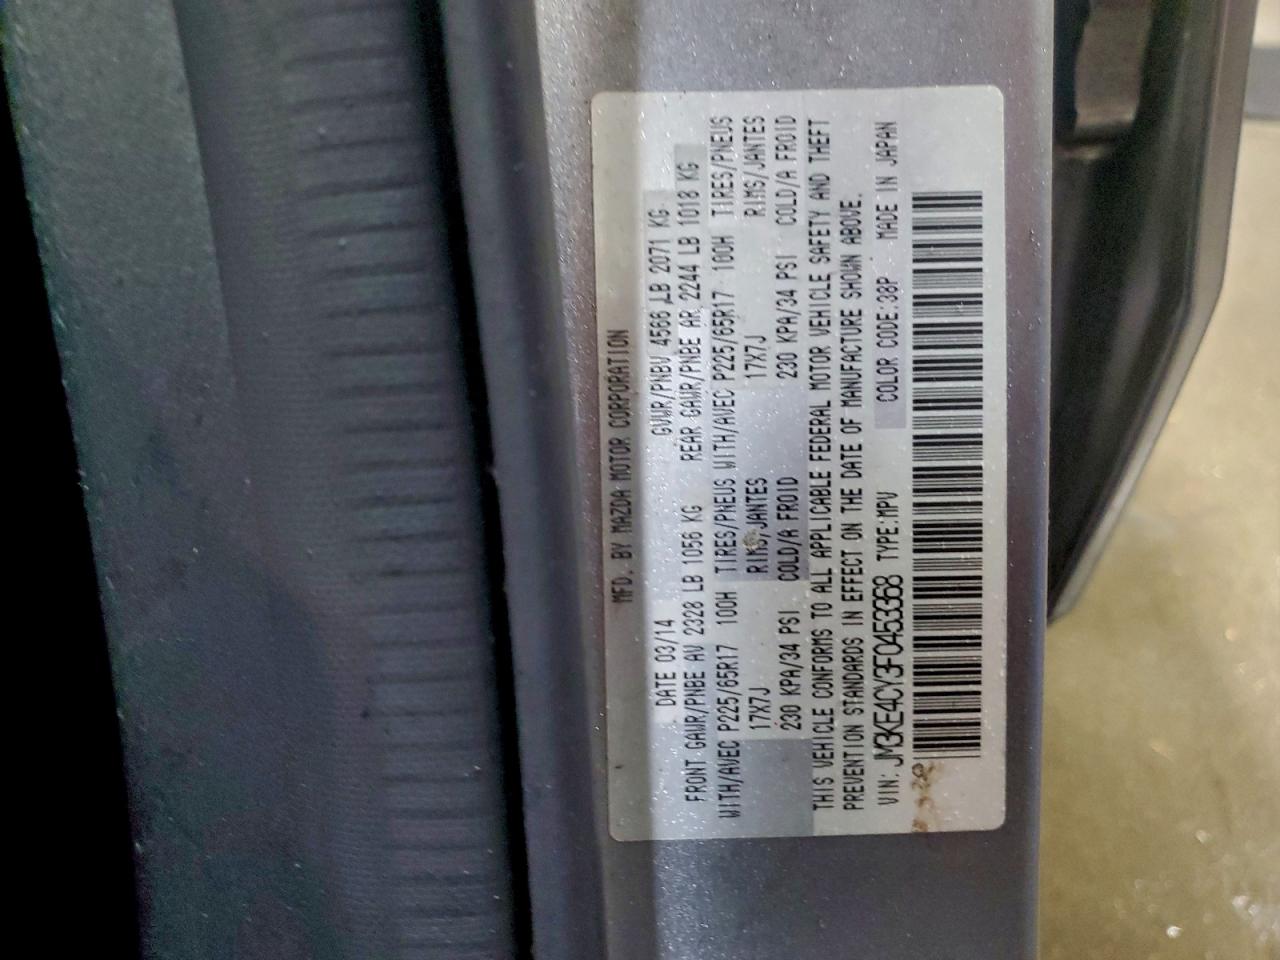 MFD. BY MAZDA MOTOR CORPORATION
DATE 03/14 GVWR/PNBV 4566 LB 2071 KG
FRONT GAWR/PNBE AV 2328 LB 1056 KG REAR GAWR/PNBE AR 2244 LB 1018 KG
WITH/AVEC P225/65R17 100H TIRES/PNEUS WITH/AVEC P225/65R17 100H TIRES/PNEUS
17X7J RIMS/JANTES 17X7J RIMS/JANTES
230 KPA/34 PSI COLD/A FROID 230 KPA/34 PSI COLD/A FROID
THIS VEHICLE CONFORMS TO ALL APPLICABLE FEDERAL MOTOR VEHICLE SAFETY AND THEFT
PREVENTION STANDARDS IN EFFECT ON THE DATE OF MANUFACTURE SHOWN ABOVE.
VIN: JM3KE4CY3F0453368 TYPE:MPV COLOR CODE:38P MADE IN JAPAN